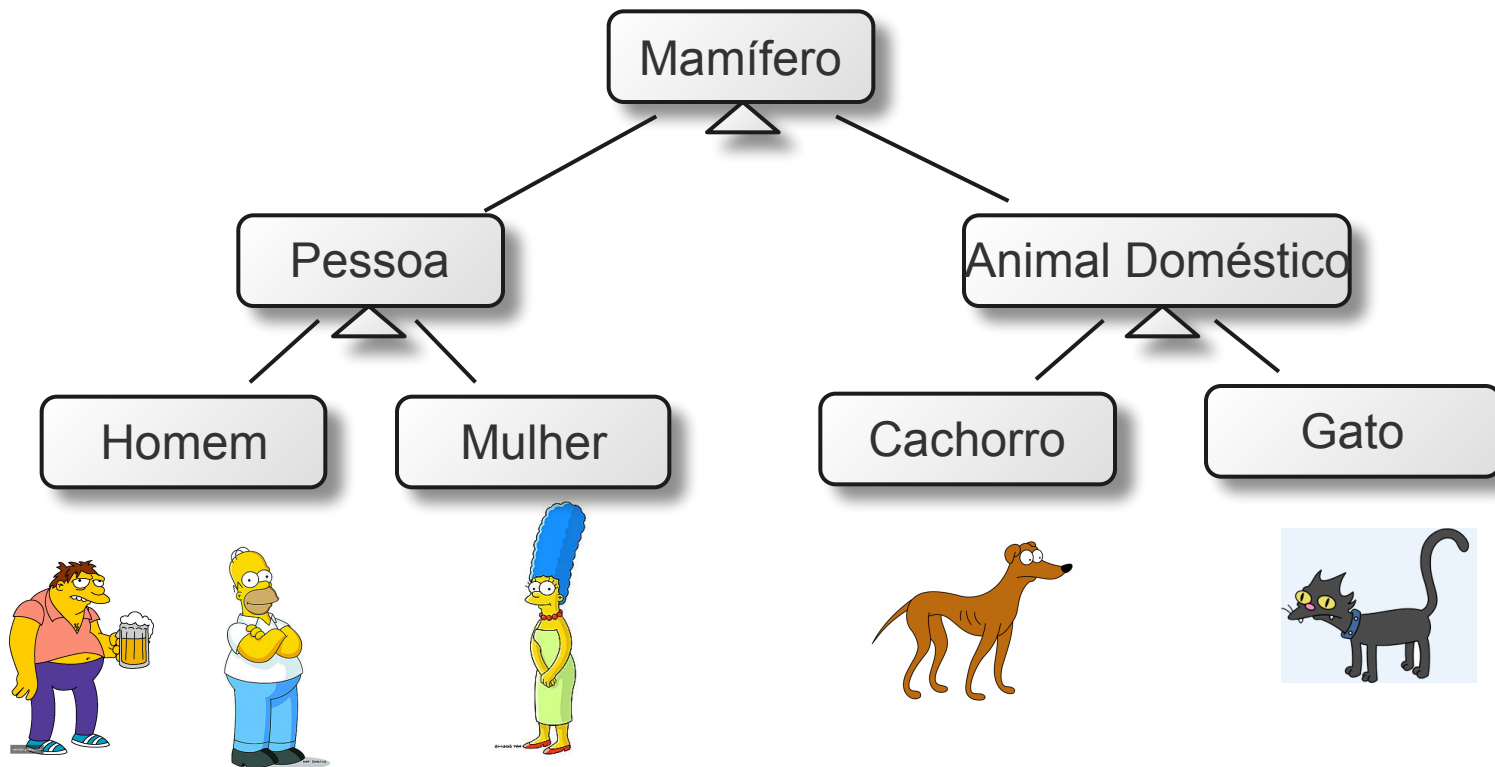 Mamífero
Pessoa
Animal Doméstico
Homem
Mulher
Cachorro
Gato